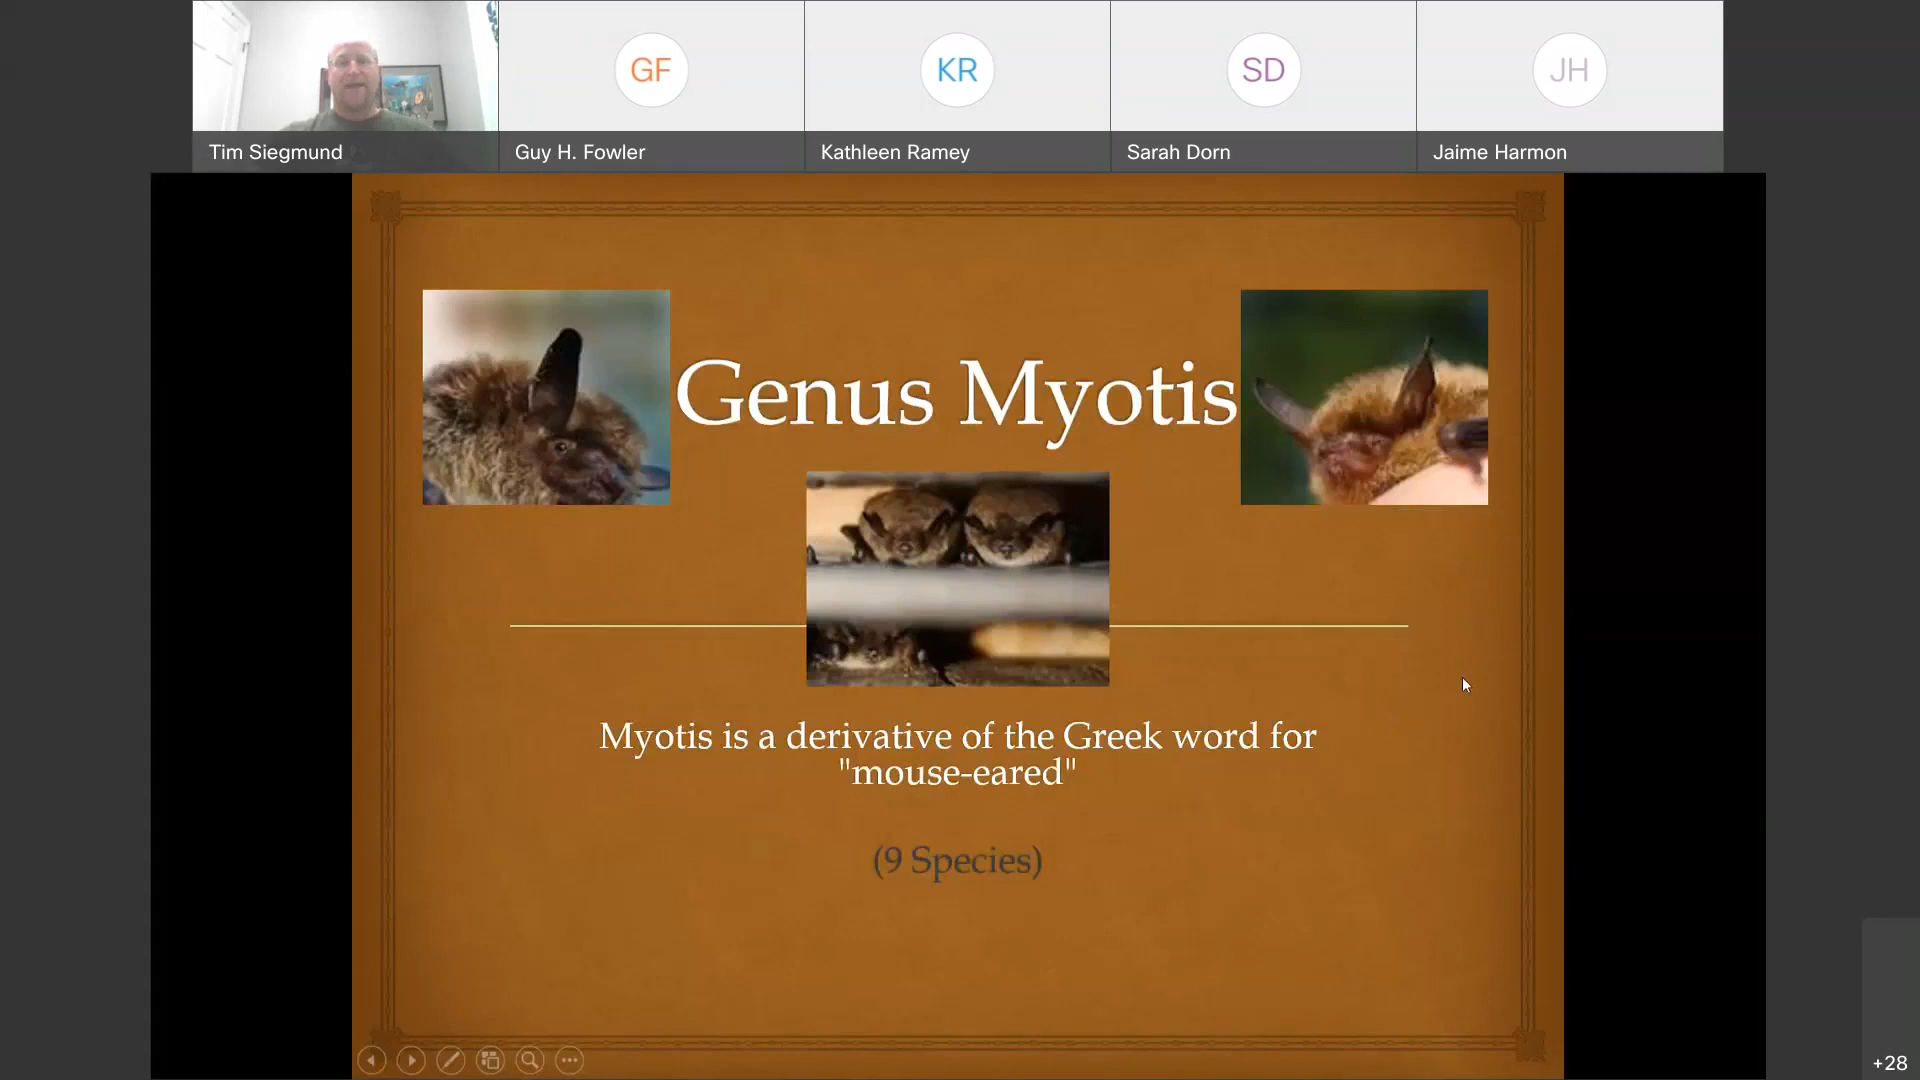 GF
KR
SD
JH
Tim Siegmund
Guy H. Fowler
Kathleen Ramey
Sarah Dorn
Jaime Harmon
Genus Myotis
Myotis is a derivative of the Greek word for
"mouse-eared"
(9 Species)
+28